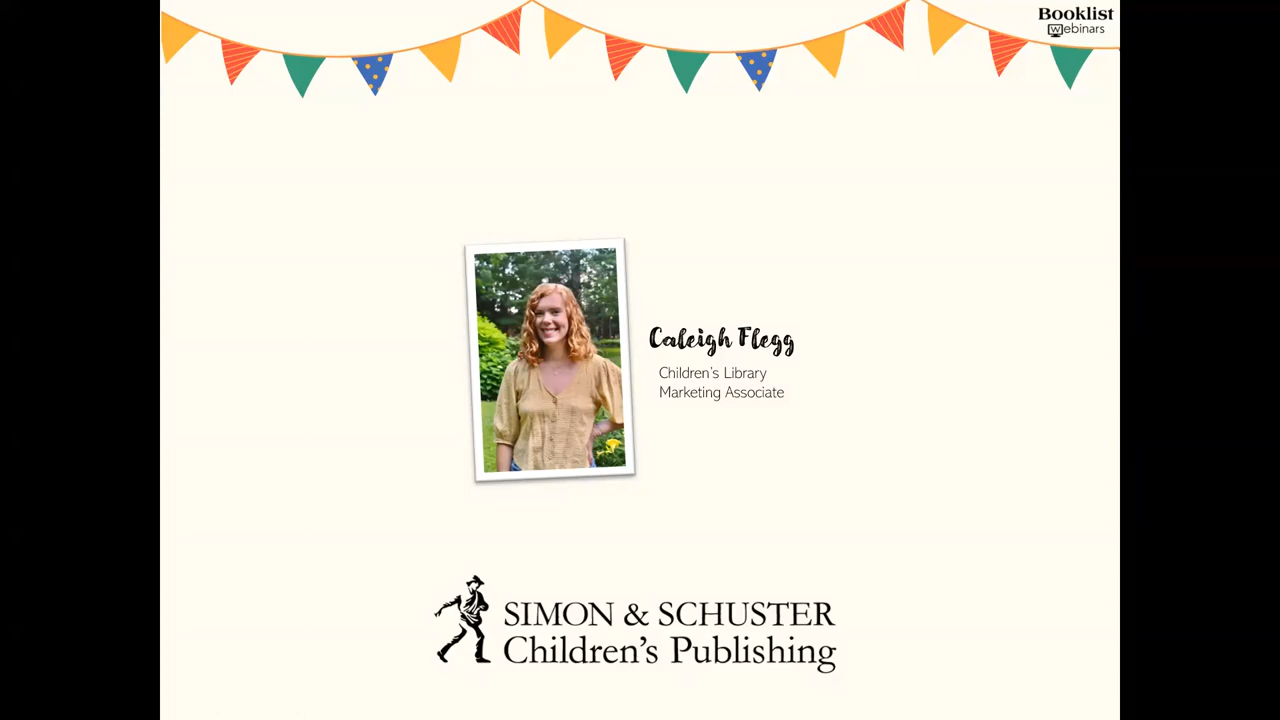 Booklist
Webinars
Caleigh Flegg
Children's Library
Marketing Associate
SIMON & SCHUSTER
Children's Publishing